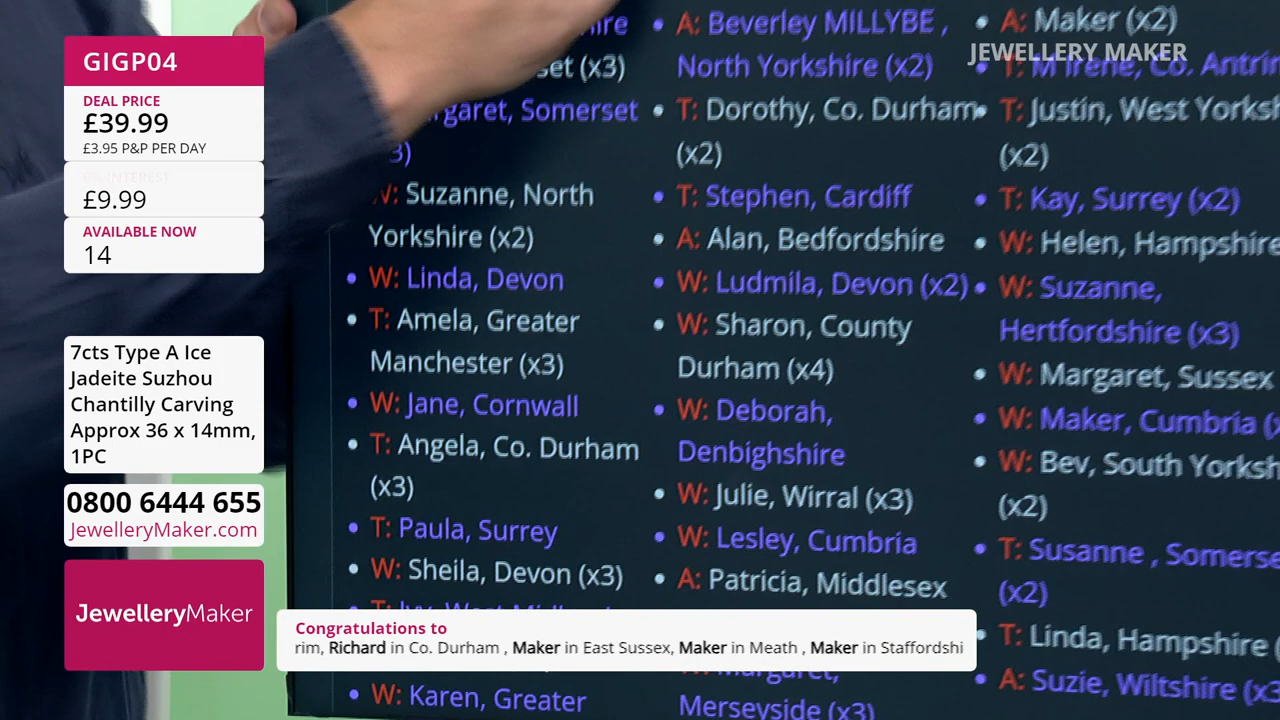 GIGP04
DEAL PRICE
£39.99
£3.95 P&P PER DAY
£9.99
AVAILABLE NOW
14
7cts Type A Ice
Jadeite Suzhou
Chantilly Carving
Approx 36 x 14mm,
1PC
0800 6444 655
JewelleryMaker.com
JewelleryMaker
(x3)
Somerset
3)
W: Suzanne, North
Yorkshire (x2)
• W: Linda, Devon
• T: Amela, Greater
Manchester (x3)
• W: Jane, Cornwall
• T: Angela, Co. Durham
(x3)
• T: Paula, Surrey
• W: Sheila, Devon (x3)
• W: Karen, Greater
• A: Beverley MILLYBE ,
North Yorkshire (x2)
• T: Dorothy, Co. Durham
(x2)
• T: Stephen, Cardiff
• A: Alan, Bedfordshire
• W: Ludmila, Devon (x2)
• W: Sharon, County
Durham (x4)
• W: Deborah,
Denbighshire
• W: Julie, Wirral (x3)
• W: Lesley, Cumbria
• A: Patricia, Middlesex
Merseyside (x3)
• A: Maker (x2)
JEWELLERY MAKER
• T: M Irene, Co. Antrim
• T: Justin, West Yorksh
(x2)
• T: Kay, Surrey (x2)
• W: Helen, Hampshire
• W: Suzanne,
Hertfordshire (x3)
• W: Margaret, Sussex
• W: Maker, Cumbria (x
• W: Bev, South Yorksh
(x2)
• T: Susanne , Somerse
(x2)
• T: Linda, Hampshire (
• A: Suzie, Wiltshire (x3
Congratulations to
rim, Richard in Co. Durham , Maker in East Sussex, Maker in Meath , Maker in Staffordshi